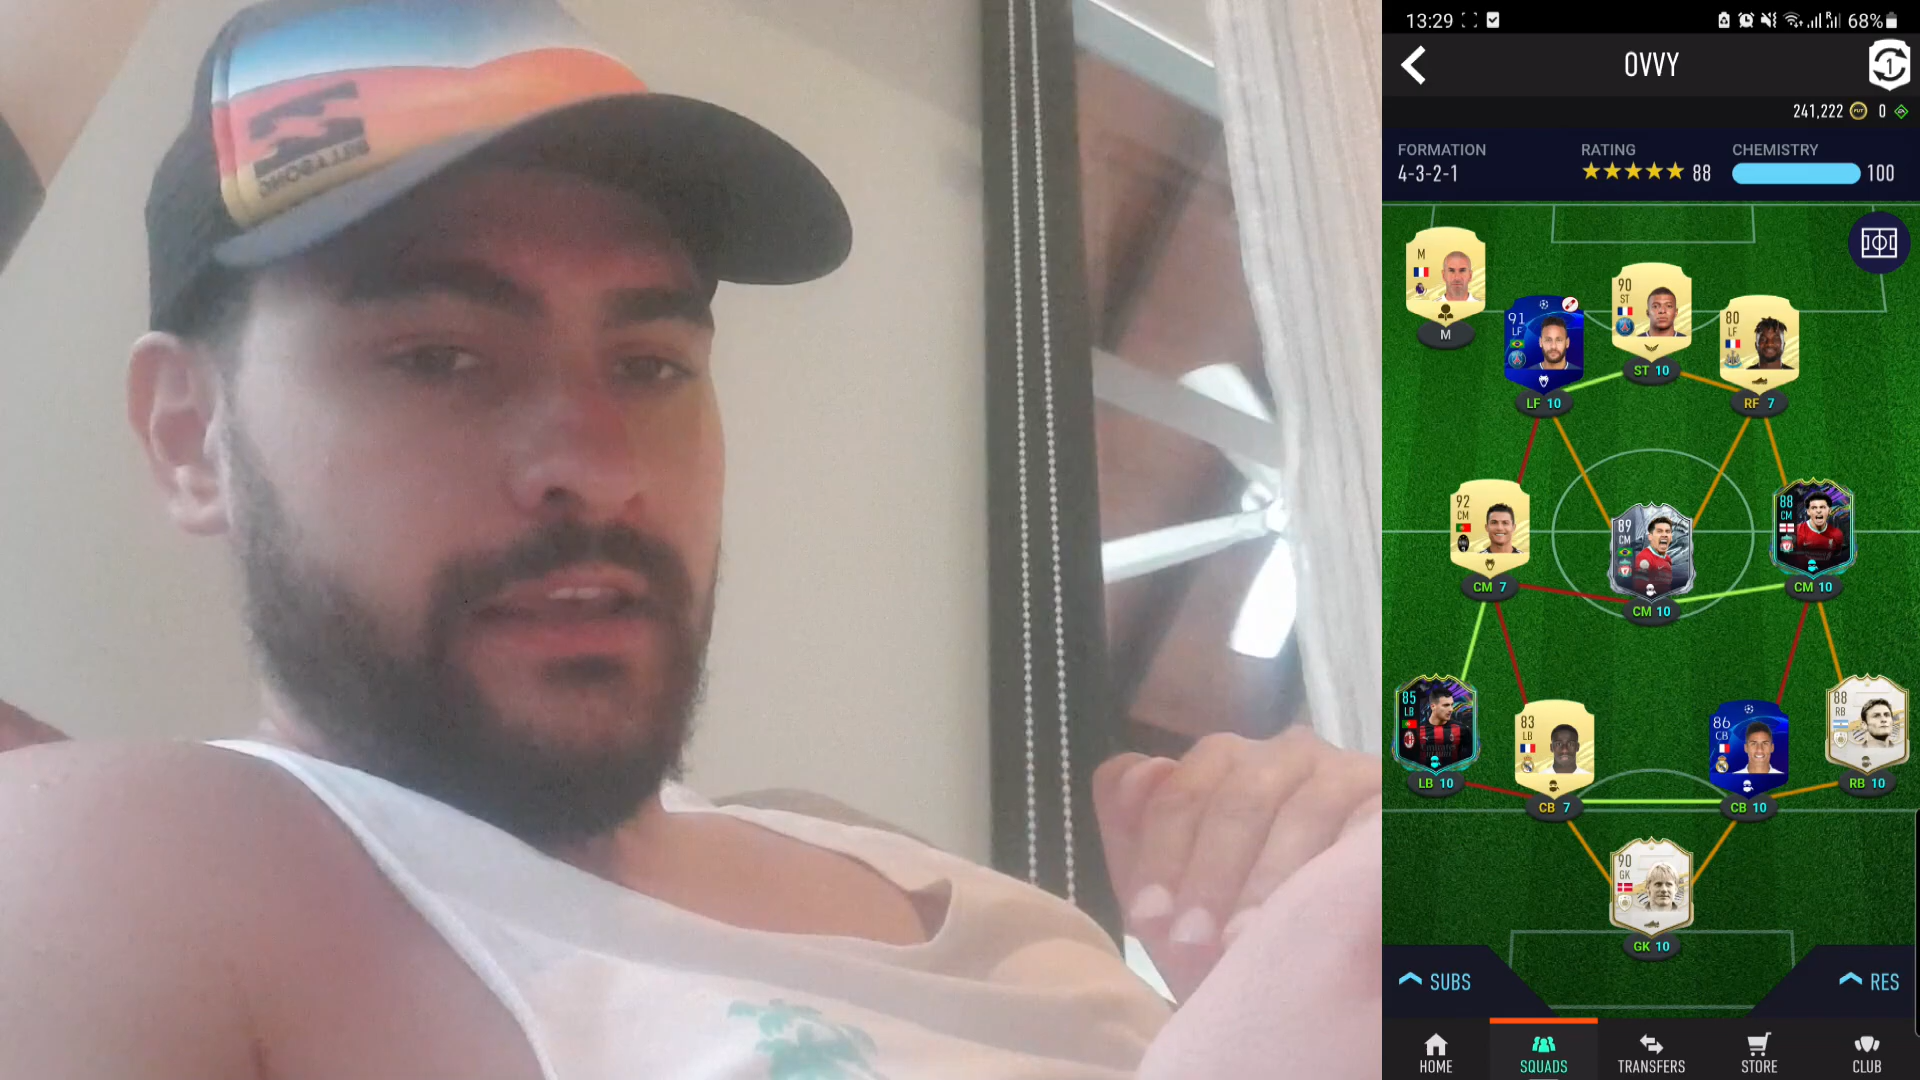 BILLABONG
13:29
68%
OVVY
1
241,222
0
FORMATION
RATING
CHEMISTRY
4-3-2-1
88
100
M
M
90
ST
ST 10
91
LF
LF 10
80
LF
RF 7
92
CM
CM 7
89
CM
CM 10
88
CM
CM 10
85
LB
LB 10
83
LB
CB 7
86
CB
CB 10
88
RB
RB 10
90
GK
GK 10
SUBS
RES
HOME
SQUADS
TRANSFERS
STORE
CLUB